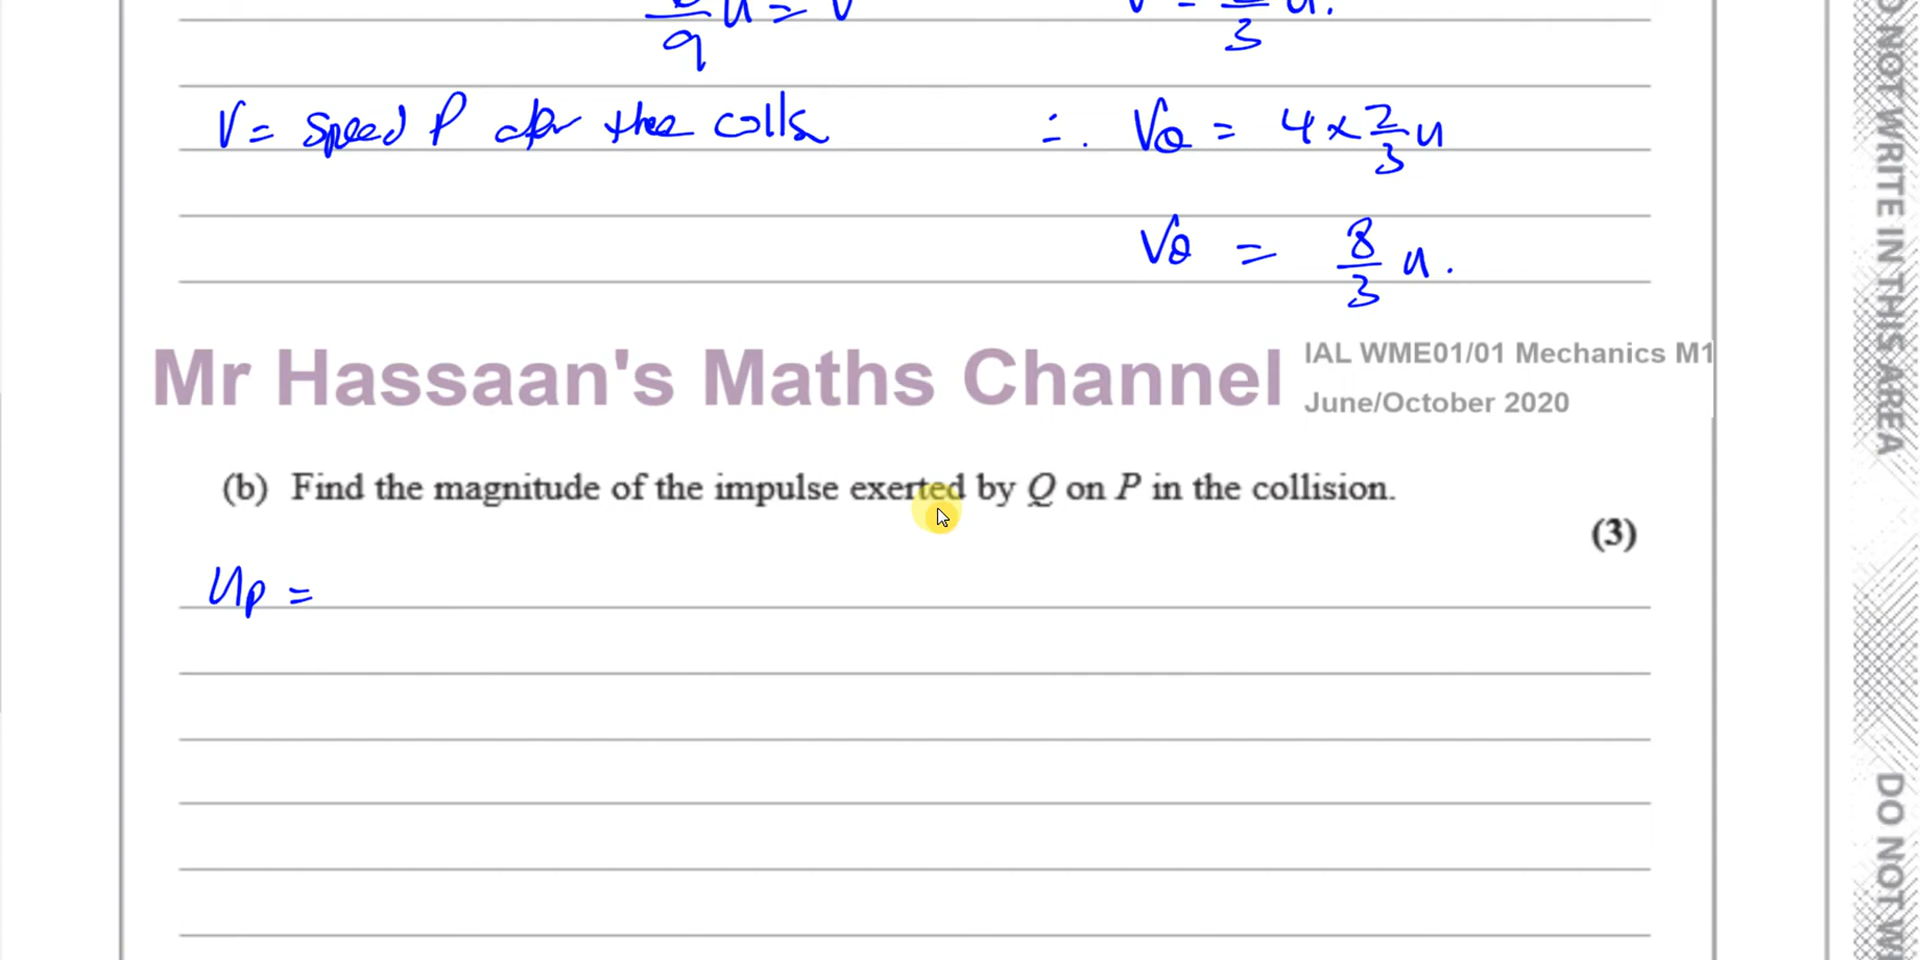 9 u = V
V = 3 u.
V = speed P after the colls
∴ VQ = 4 × 2/3 u
VQ = 8/3 u.
Mr Hassaan's Maths Channel
IAL WME01/01 Mechanics M1
June/October 2020
(b) Find the magnitude of the impulse exerted by Q on P in the collision.
(3)
Up =
NOT WRITE IN THIS AREA
DO NOT W